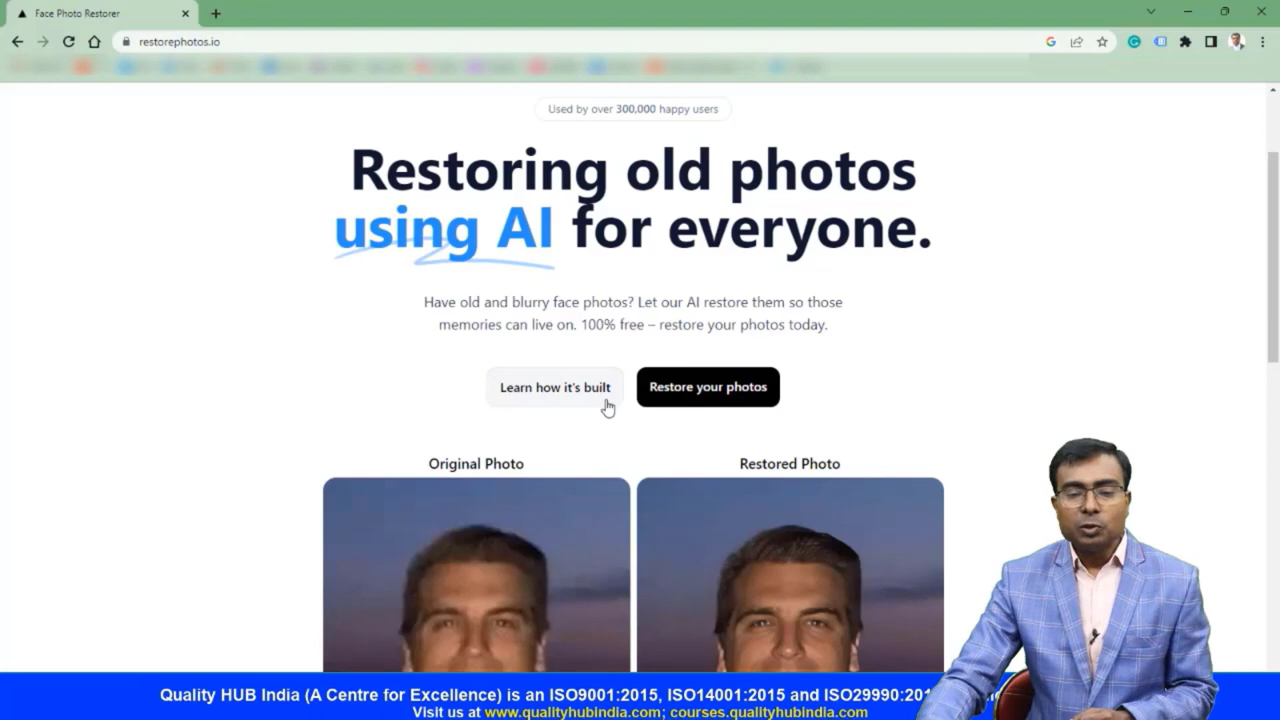 Face Photo Restorer
restorephotos.io
Used by over 300,000 happy users
Restoring old photos
using AI for everyone.
Have old and blurry face photos? Let our AI restore them so those
memories can live on. 100% free – restore your photos today.
Learn how it's built
Restore your photos
Original Photo
Restored Photo
Quality HUB India (A Centre for Excellence) is an ISO9001:2015, ISO14001:2015 and ISO29990:201
Visit us at www.qualityhubindia.com; courses.qualityhubindia.com